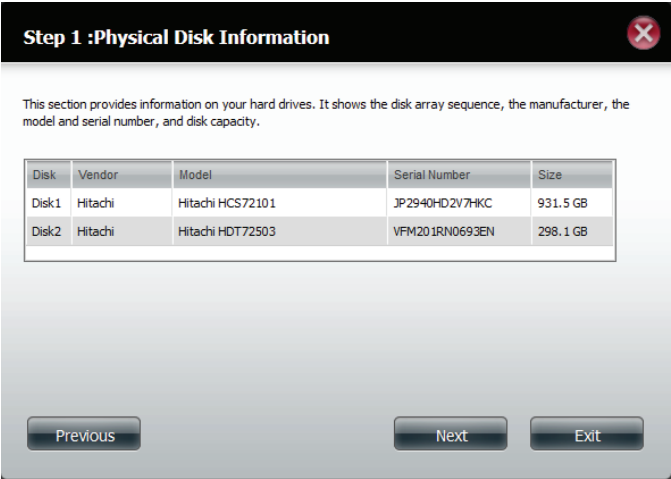 Step 1 :Physical Disk Information
This section provides information on your hard drives. It shows the disk array sequence, the manufacturer, the
model and serial number, and disk capacity.
Disk Vendor Model Serial Number Size
Disk1 Hitachi Hitachi HCS72101 JP2940HD2V7HKC 931.5 GB
Disk2 Hitachi Hitachi HDT72503 VFM201RN0693EN 298.1 GB
Previous Next Exit